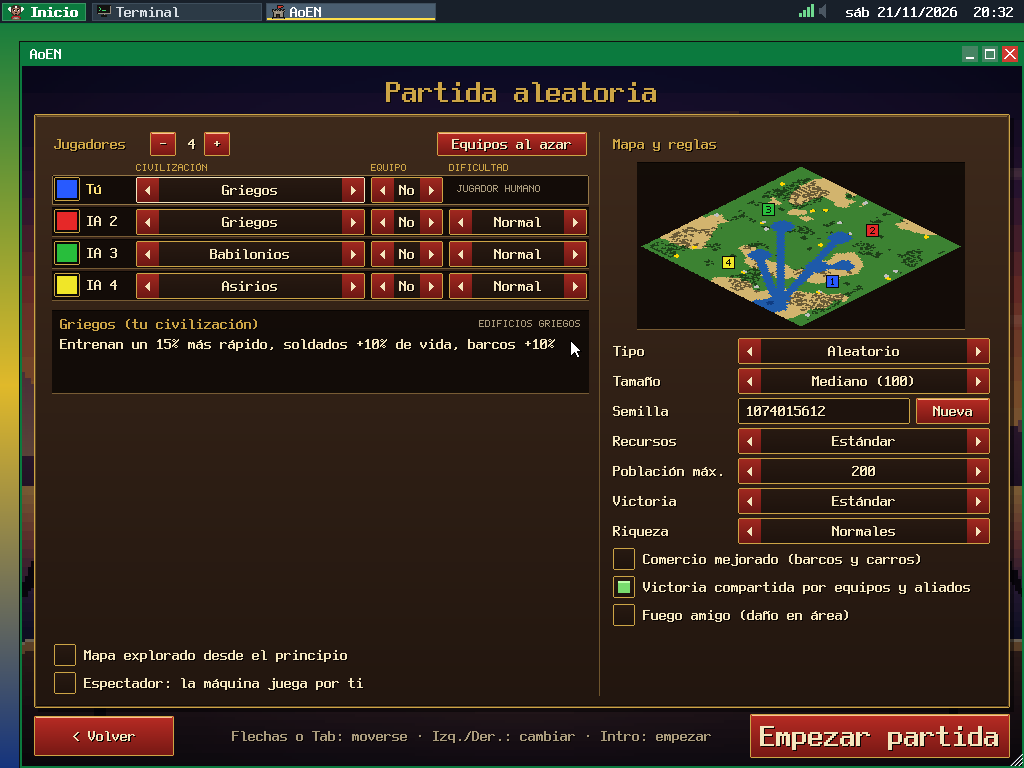 Inicio
Terminal
AoEN
sáb 21/11/2026 20:32
AoEN
Partida aleatoria
Jugadores - 4 + Equipos al azar
CIVILIZACIÓN EQUIPO DIFICULTAD
Tú Griegos No JUGADOR HUMANO
IA 2 Griegos No Normal
IA 3 Babilonios No Normal
IA 4 Asirios No Normal
Griegos (tu civilización) EDIFICIOS GRIEGOS
Entrenan un 15% más rápido, soldados +10% de vida, barcos +10%
Mapa explorado desde el principio
Espectador: la máquina juega por ti
Mapa y reglas
3
2
4
1
Tipo Aleatorio
Tamaño Mediano (100)
Semilla 1074015612 Nueva
Recursos Estándar
Población máx. 200
Victoria Estándar
Riqueza Normales
Comercio mejorado (barcos y carros)
Victoria compartida por equipos y aliados
Fuego amigo (daño en área)
< Volver
Flechas o Tab: moverse · Izq./Der.: cambiar · Intro: empezar
Empezar partida